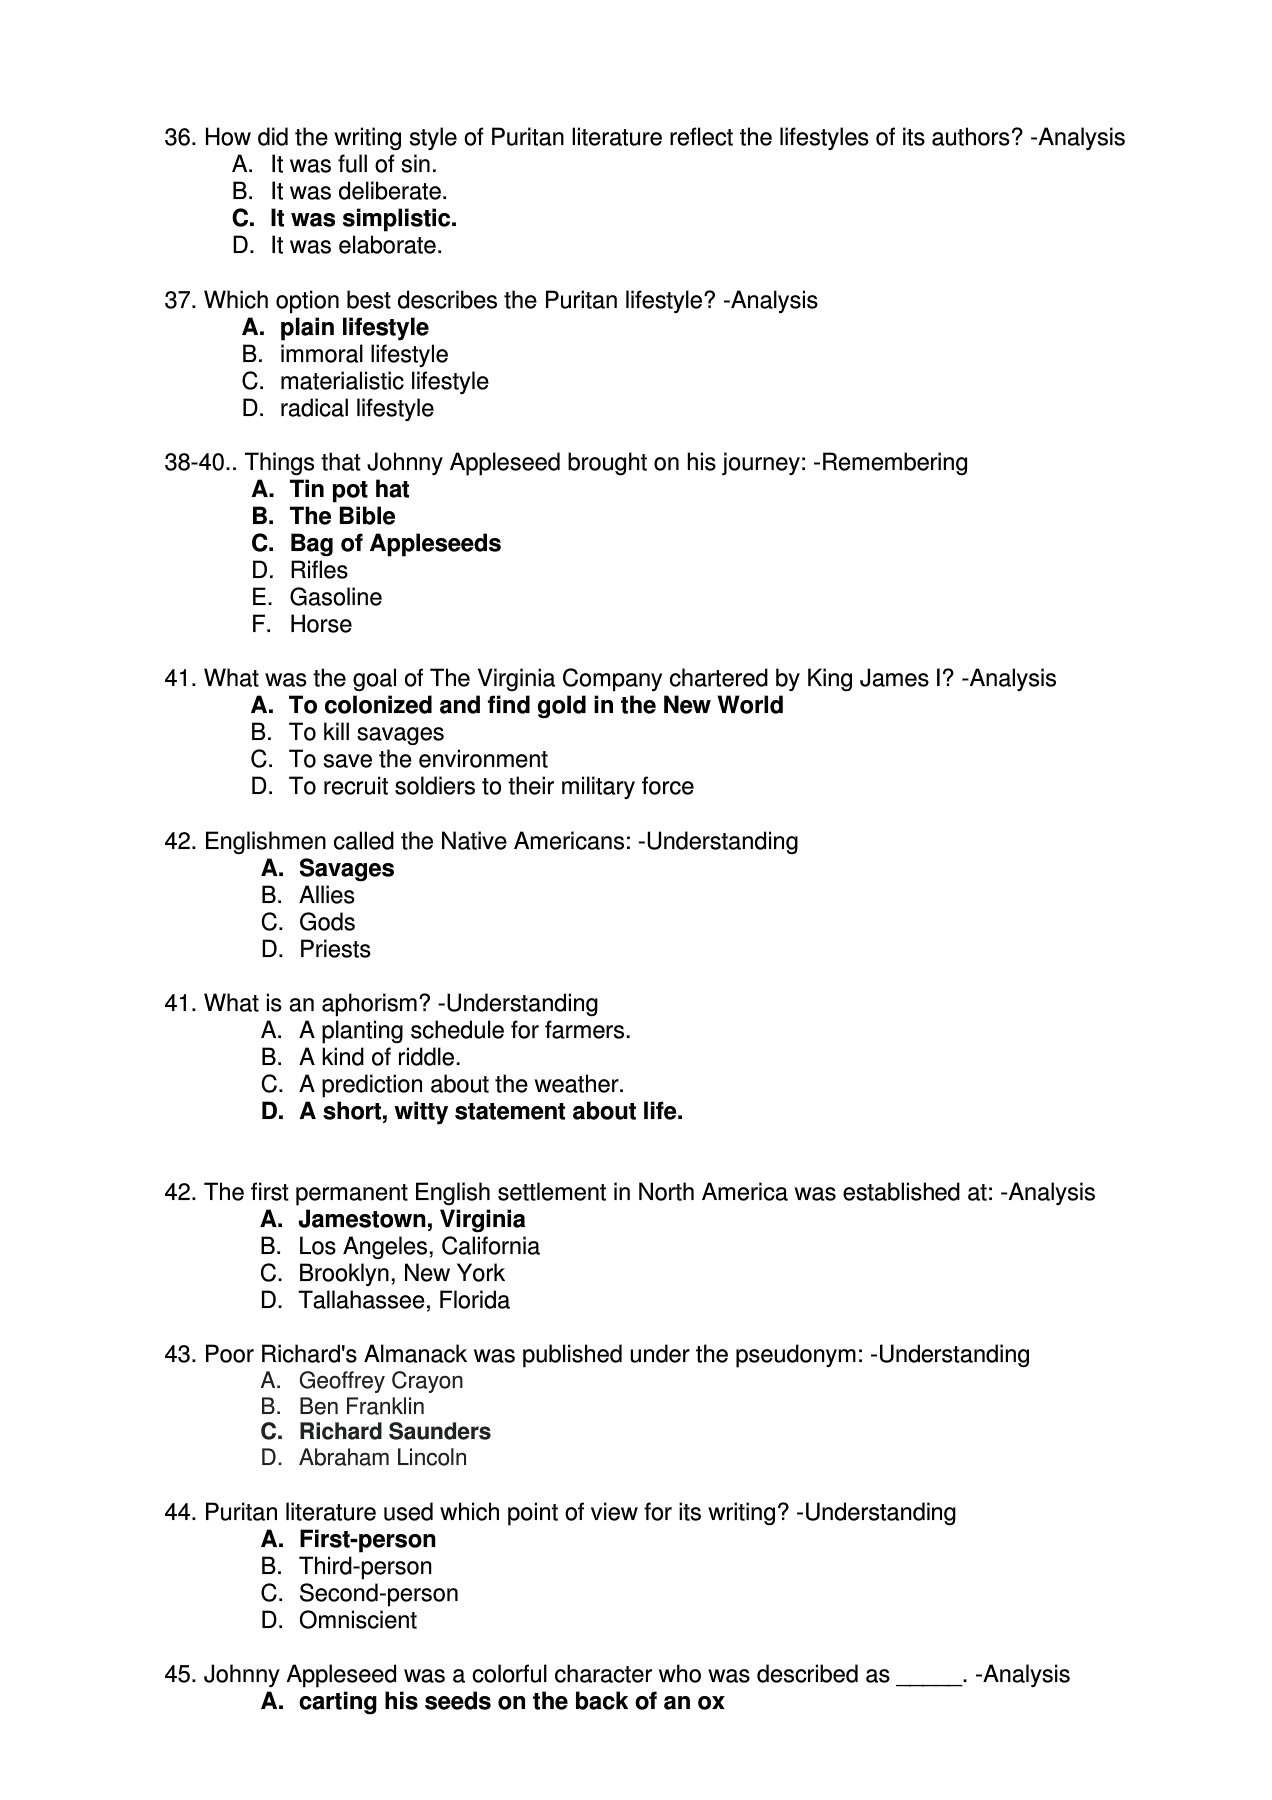 36. How did the writing style of Puritan literature reflect the lifestyles of its authors? -Analysis
A. It was full of sin.
B. It was deliberate.
C. It was simplistic.
D. It was elaborate.
37. Which option best describes the Puritan lifestyle? -Analysis
A. plain lifestyle
B. immoral lifestyle
C. materialistic lifestyle
D. radical lifestyle
38-40.. Things that Johnny Appleseed brought on his journey: -Remembering
A. Tin pot hat
B. The Bible
C. Bag of Appleseeds
D. Rifles
E. Gasoline
F. Horse
41. What was the goal of The Virginia Company chartered by King James I? -Analysis
A. To colonized and find gold in the New World
B. To kill savages
C. To save the environment
D. To recruit soldiers to their military force
42. Englishmen called the Native Americans: -Understanding
A. Savages
B. Allies
C. Gods
D. Priests
41. What is an aphorism? -Understanding
A. A planting schedule for farmers.
B. A kind of riddle.
C. A prediction about the weather.
D. A short, witty statement about life.
42. The first permanent English settlement in North America was established at: -Analysis
A. Jamestown, Virginia
B. Los Angeles, California
C. Brooklyn, New York
D. Tallahassee, Florida
43. Poor Richard's Almanack was published under the pseudonym: -Understanding
A. Geoffrey Crayon
B. Ben Franklin
C. Richard Saunders
D. Abraham Lincoln
44. Puritan literature used which point of view for its writing? -Understanding
A. First-person
B. Third-person
C. Second-person
D. Omniscient
45. Johnny Appleseed was a colorful character who was described as _____. -Analysis
A. carting his seeds on the back of an ox